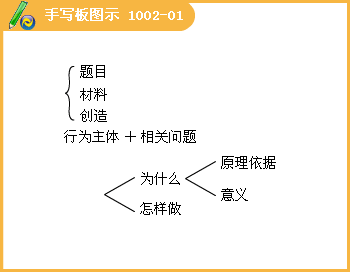 手写板图示 1002-01
题目
材料
创造
行为主体 + 相关问题
为什么
原理依据
意义
怎样做